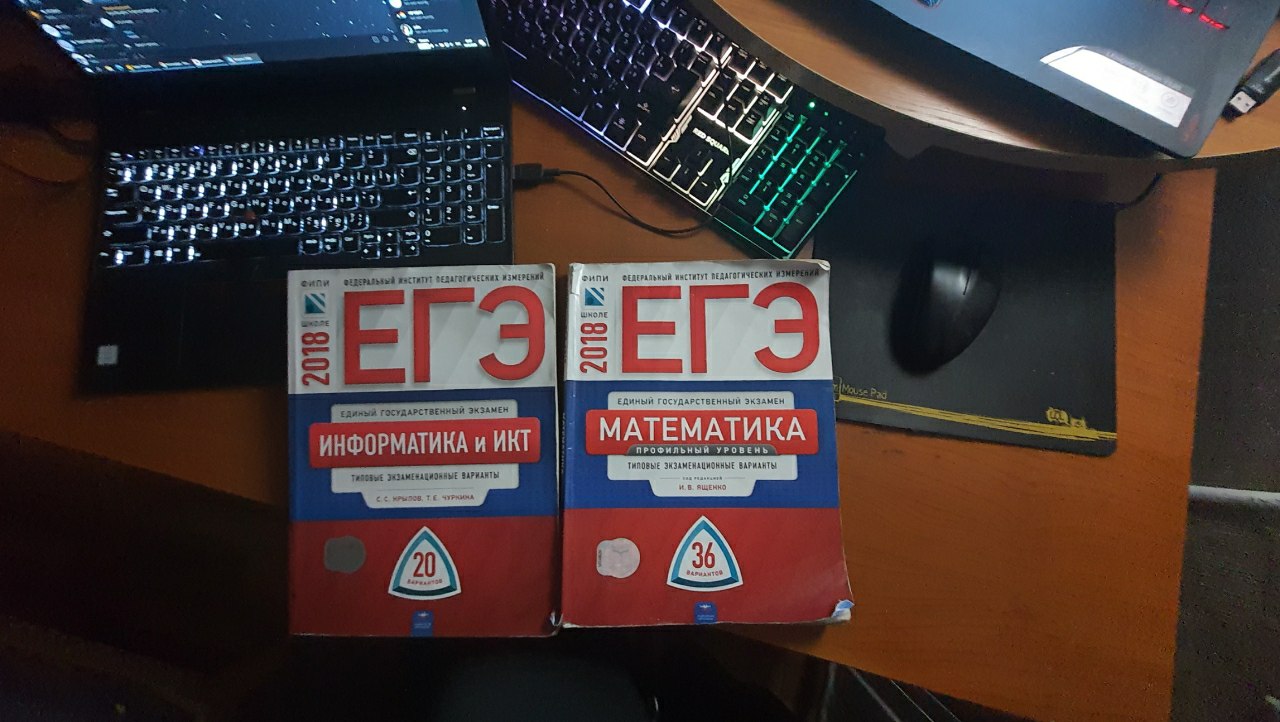 RED SQUARE
Mouse Pad
ФИПИ
ШКОЛЕ
2018
ФЕДЕРАЛЬНЫЙ ИНСТИТУТ ПЕДАГОГИЧЕСКИХ ИЗМЕРЕНИЙ
ЕГЭ
ЕДИНЫЙ ГОСУДАРСТВЕННЫЙ ЭКЗАМЕН
ИНФОРМАТИКА и ИКТ
ТИПОВЫЕ ЭКЗАМЕНАЦИОННЫЕ ВАРИАНТЫ
С. С. КРЫЛОВ, Т. Е. ЧУРКИНА
20
ВАРИАНТОВ
ФИПИ
ШКОЛЕ
2018
ФЕДЕРАЛЬНЫЙ ИНСТИТУТ ПЕДАГОГИЧЕСКИХ ИЗМЕРЕНИЙ
ЕГЭ
ЕДИНЫЙ ГОСУДАРСТВЕННЫЙ ЭКЗАМЕН
МАТЕМАТИКА
ПРОФИЛЬНЫЙ УРОВЕНЬ
ТИПОВЫЕ ЭКЗАМЕНАЦИОННЫЕ ВАРИАНТЫ
ПОД РЕДАКЦИЕЙ
И. В. ЯЩЕНКО
36
ВАРИАНТОВ